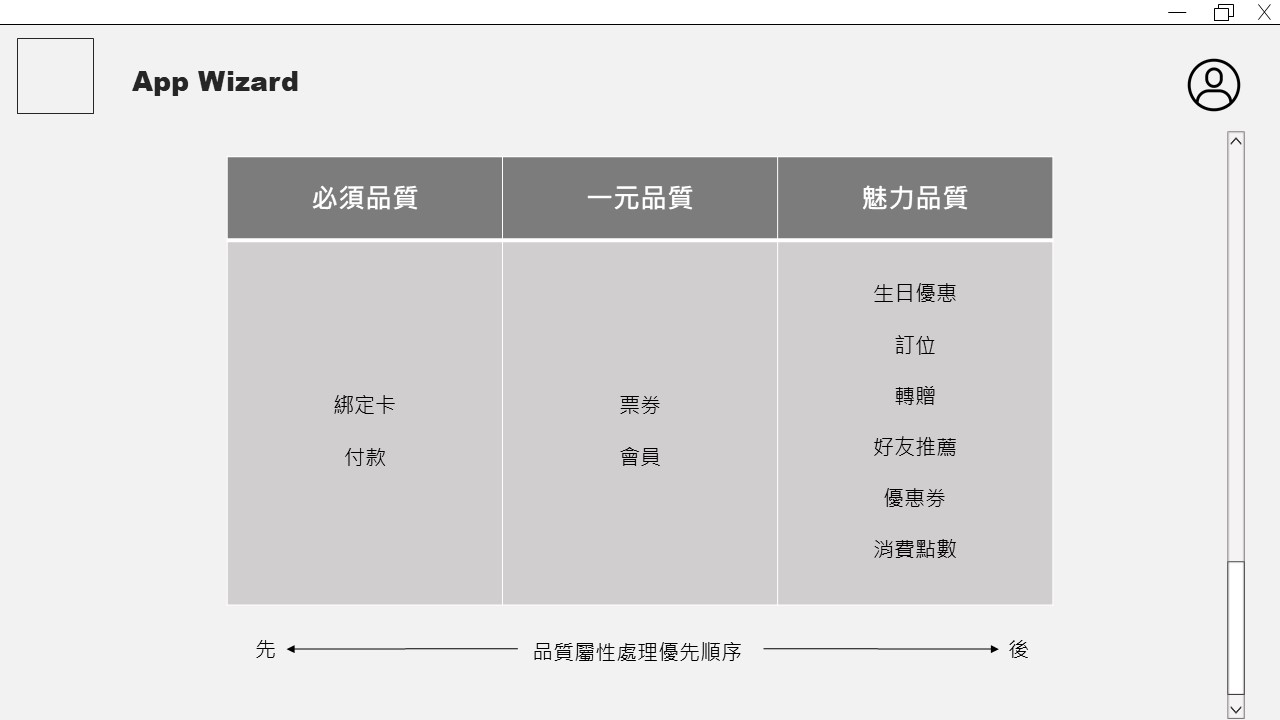 App Wizard
必須品質
一元品質
魅力品質
綁定卡
付款
票券
會員
生日優惠
訂位
轉贈
好友推薦
優惠券
消費點數
先
品質屬性處理優先順序
後